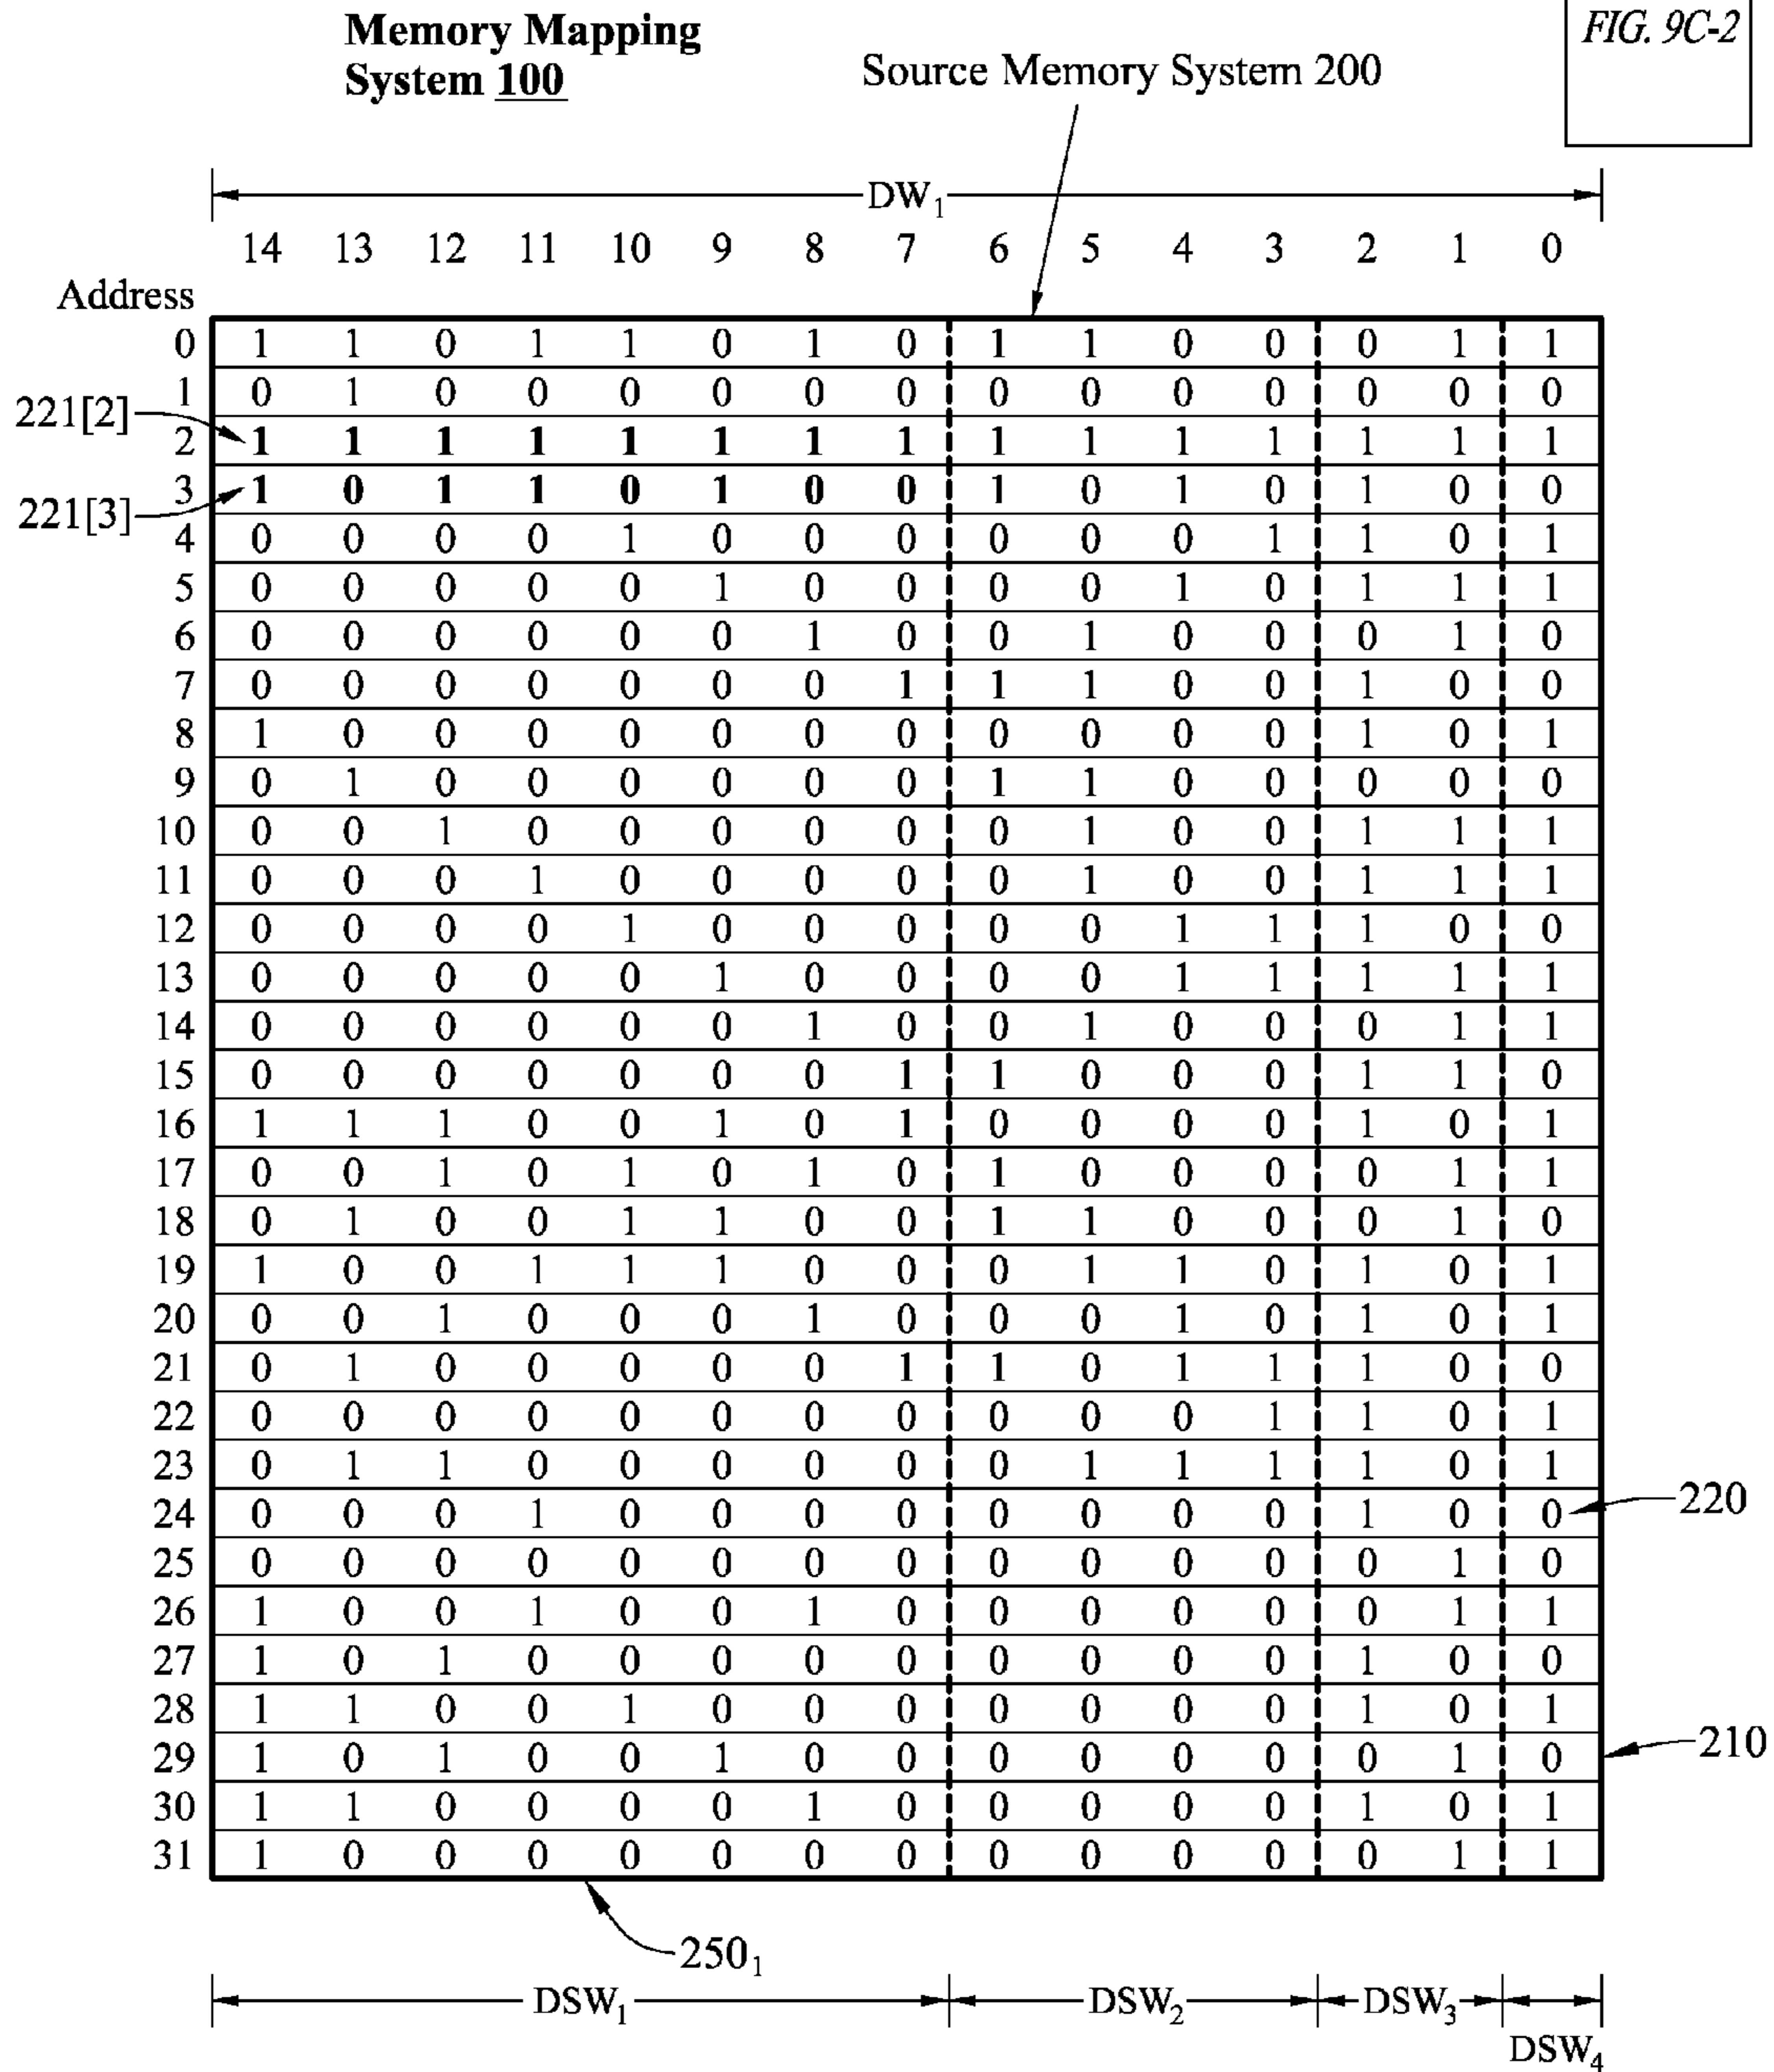 Memory Mapping
System 100
Source Memory System 200
FIG. 9C-2
DW₁
14 13 12 11 10 9 8 7 6 5 4 3 2 1 0
Address
0 1 1 0 1 1 0 1 0 1 1 0 0 0 1 1
1 0 1 0 0 0 0 0 0 0 0 0 0 0 0 0
221[2]
2 1 1 1 1 1 1 1 1 1 1 1 1 1 1 1
3 1 0 1 1 0 1 0 0 1 0 1 0 1 0 0
221[3]
4 0 0 0 0 1 0 0 0 0 0 0 1 1 0 1
5 0 0 0 0 0 1 0 0 0 0 1 0 1 1 1
6 0 0 0 0 0 0 1 0 0 1 0 0 0 1 0
7 0 0 0 0 0 0 0 1 1 1 0 0 1 0 0
8 1 0 0 0 0 0 0 0 0 0 0 0 1 0 1
9 0 1 0 0 0 0 0 0 1 1 0 0 0 0 0
10 0 0 1 0 0 0 0 0 0 1 0 0 1 1 1
11 0 0 0 1 0 0 0 0 0 1 0 0 1 1 1
12 0 0 0 0 1 0 0 0 0 0 1 1 1 0 0
13 0 0 0 0 0 1 0 0 0 0 1 1 1 1 1
14 0 0 0 0 0 0 1 0 0 1 0 0 0 1 1
15 0 0 0 0 0 0 0 1 1 0 0 0 1 1 0
16 1 1 1 0 0 1 0 1 0 0 0 0 1 0 1
17 0 0 1 0 1 0 1 0 1 0 0 0 0 1 1
18 0 1 0 0 1 1 0 0 1 1 0 0 0 1 0
19 1 0 0 1 1 1 0 0 0 1 1 0 1 0 1
20 0 0 1 0 0 0 1 0 0 0 1 0 1 0 1
21 0 1 0 0 0 0 0 1 1 0 1 1 1 0 0
22 0 0 0 0 0 0 0 0 0 0 0 1 1 0 1
23 0 1 1 0 0 0 0 0 0 1 1 1 1 0 1
24 0 0 0 1 0 0 0 0 0 0 0 0 1 0 0
220
25 0 0 0 0 0 0 0 0 0 0 0 0 0 1 0
26 1 0 0 1 0 0 1 0 0 0 0 0 0 1 1
27 1 0 1 0 0 0 0 0 0 0 0 0 1 0 0
28 1 1 0 0 1 0 0 0 0 0 0 0 1 0 1
29 1 0 1 0 0 1 0 0 0 0 0 0 0 1 0
210
30 1 1 0 0 0 0 1 0 0 0 0 0 1 0 1
31 1 0 0 0 0 0 0 0 0 0 0 0 0 1 1
250₁
DSW₁ DSW₂ DSW₃
DSW₄